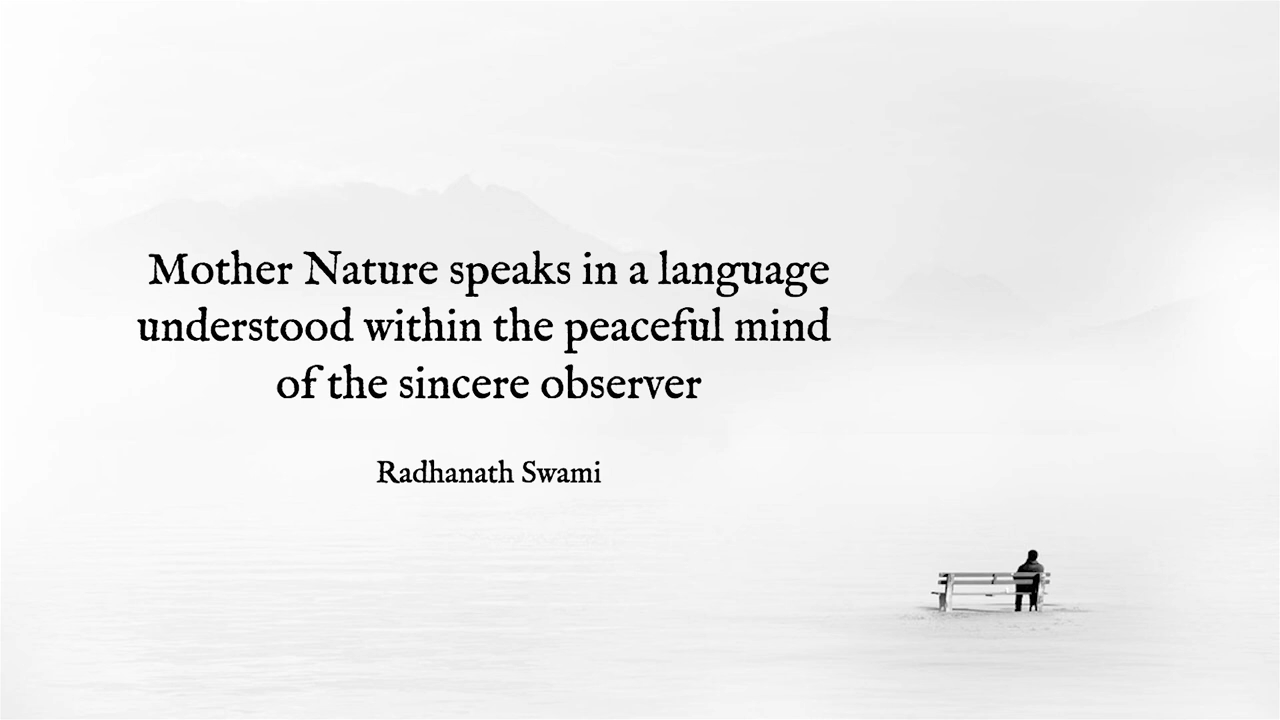 Mother Nature speaks in a language
understood within the peaceful mind
of the sincere observer
Radhanath Swami